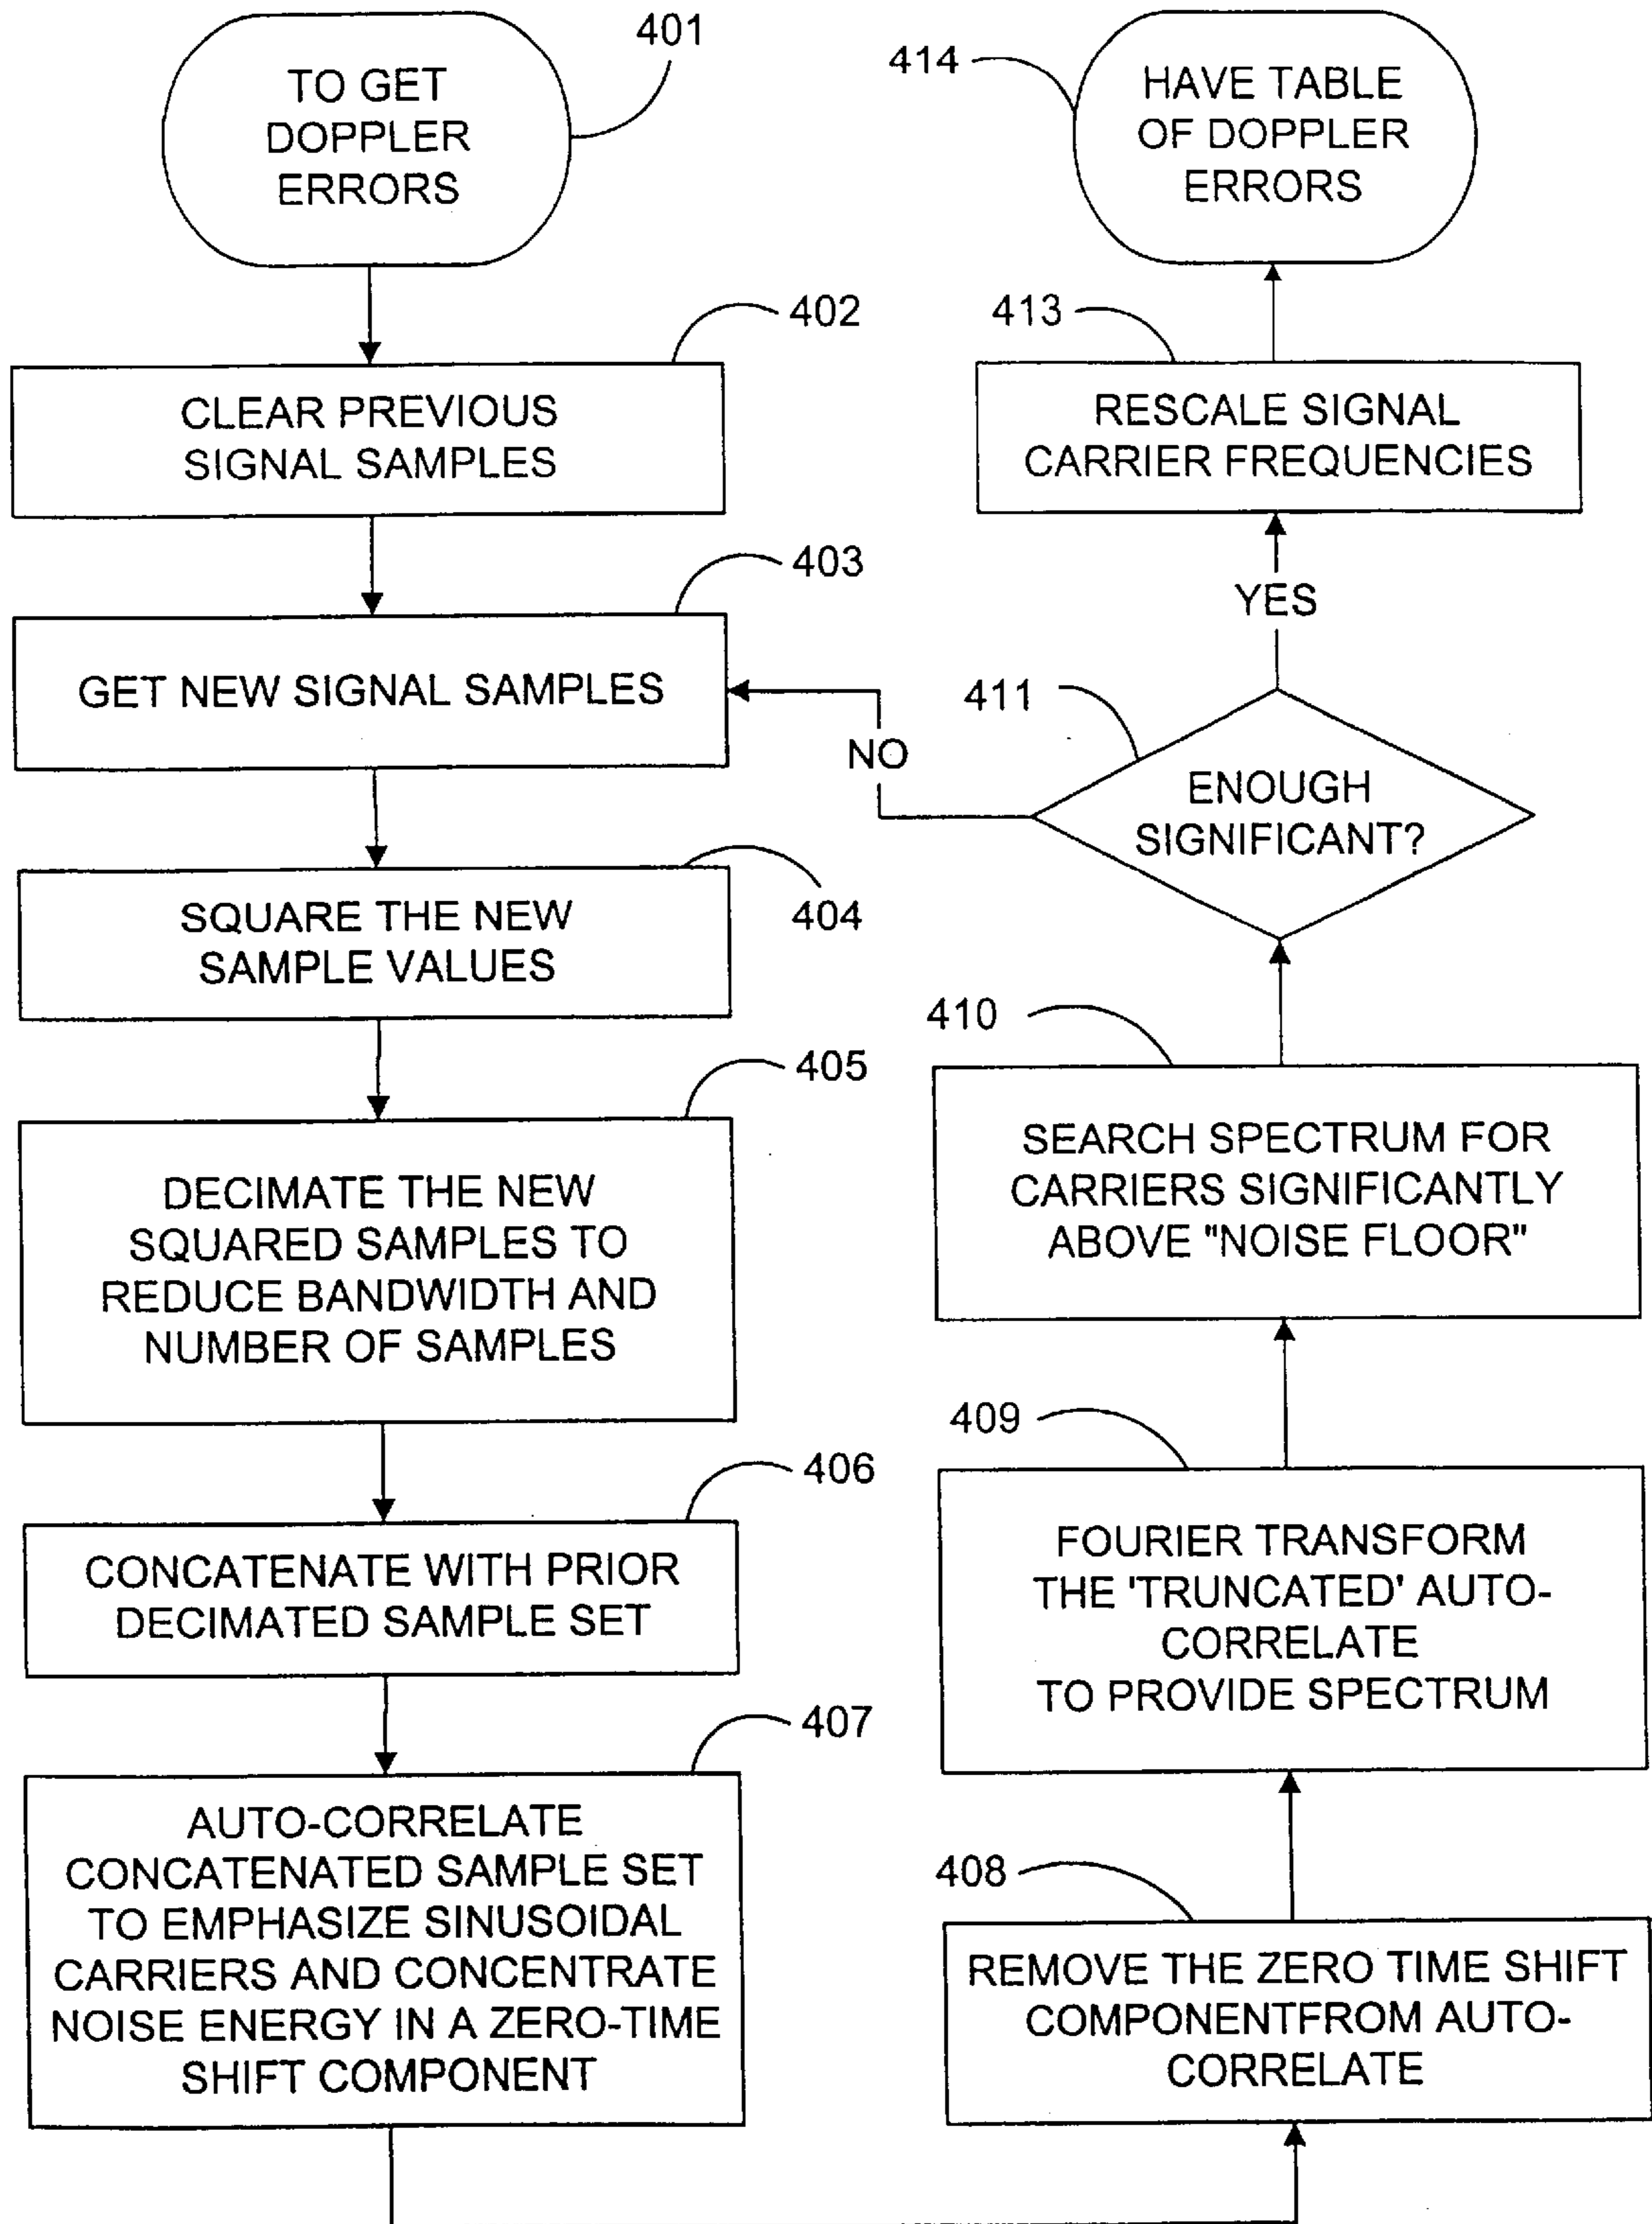 401
TO GET
DOPPLER
ERRORS
402
CLEAR PREVIOUS
SIGNAL SAMPLES
403
GET NEW SIGNAL SAMPLES
404
SQUARE THE NEW
SAMPLE VALUES
405
DECIMATE THE NEW
SQUARED SAMPLES TO
REDUCE BANDWIDTH AND
NUMBER OF SAMPLES
406
CONCATENATE WITH PRIOR
DECIMATED SAMPLE SET
407
AUTO-CORRELATE
CONCATENATED SAMPLE SET
TO EMPHASIZE SINUSOIDAL
CARRIERS AND CONCENTRATE
NOISE ENERGY IN A ZERO-TIME
SHIFT COMPONENT
408
REMOVE THE ZERO TIME SHIFT
COMPONENTFROM AUTO-
CORRELATE
409
FOURIER TRANSFORM
THE 'TRUNCATED' AUTO-
CORRELATE
TO PROVIDE SPECTRUM
410
SEARCH SPECTRUM FOR
CARRIERS SIGNIFICANTLY
ABOVE "NOISE FLOOR"
411
ENOUGH
SIGNIFICANT?
NO
YES
413
RESCALE SIGNAL
CARRIER FREQUENCIES
414
HAVE TABLE
OF DOPPLER
ERRORS